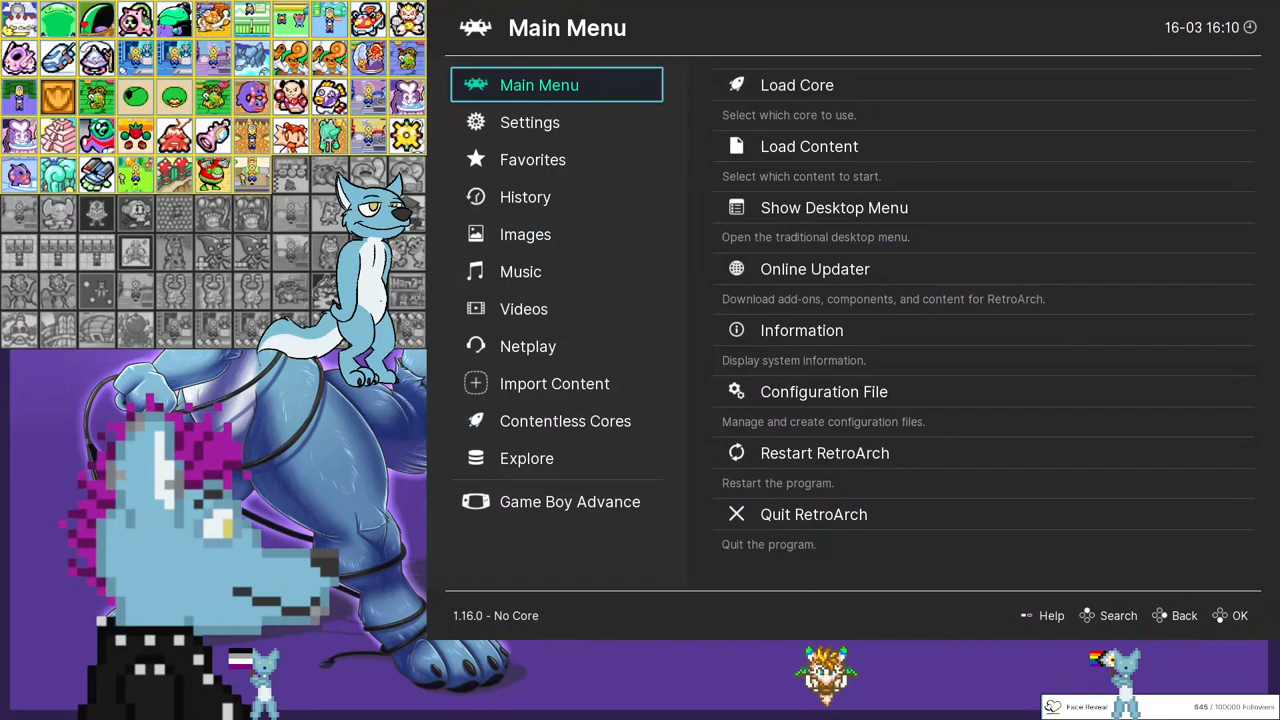 Main Menu
16-03 16:10
Main Menu
Settings
Favorites
History
Images
Music
Videos
Netplay
Import Content
Contentless Cores
Explore
Game Boy Advance
Load Core
Select which core to use.
Load Content
Select which content to start.
Show Desktop Menu
Open the traditional desktop menu.
Online Updater
Download add-ons, components, and content for RetroArch.
Information
Display system information.
Configuration File
Manage and create configuration files.
Restart RetroArch
Restart the program.
Quit RetroArch
Quit the program.
1.16.0 - No Core
Help Search Back OK
Face Reveal 645 / 100000 Followers